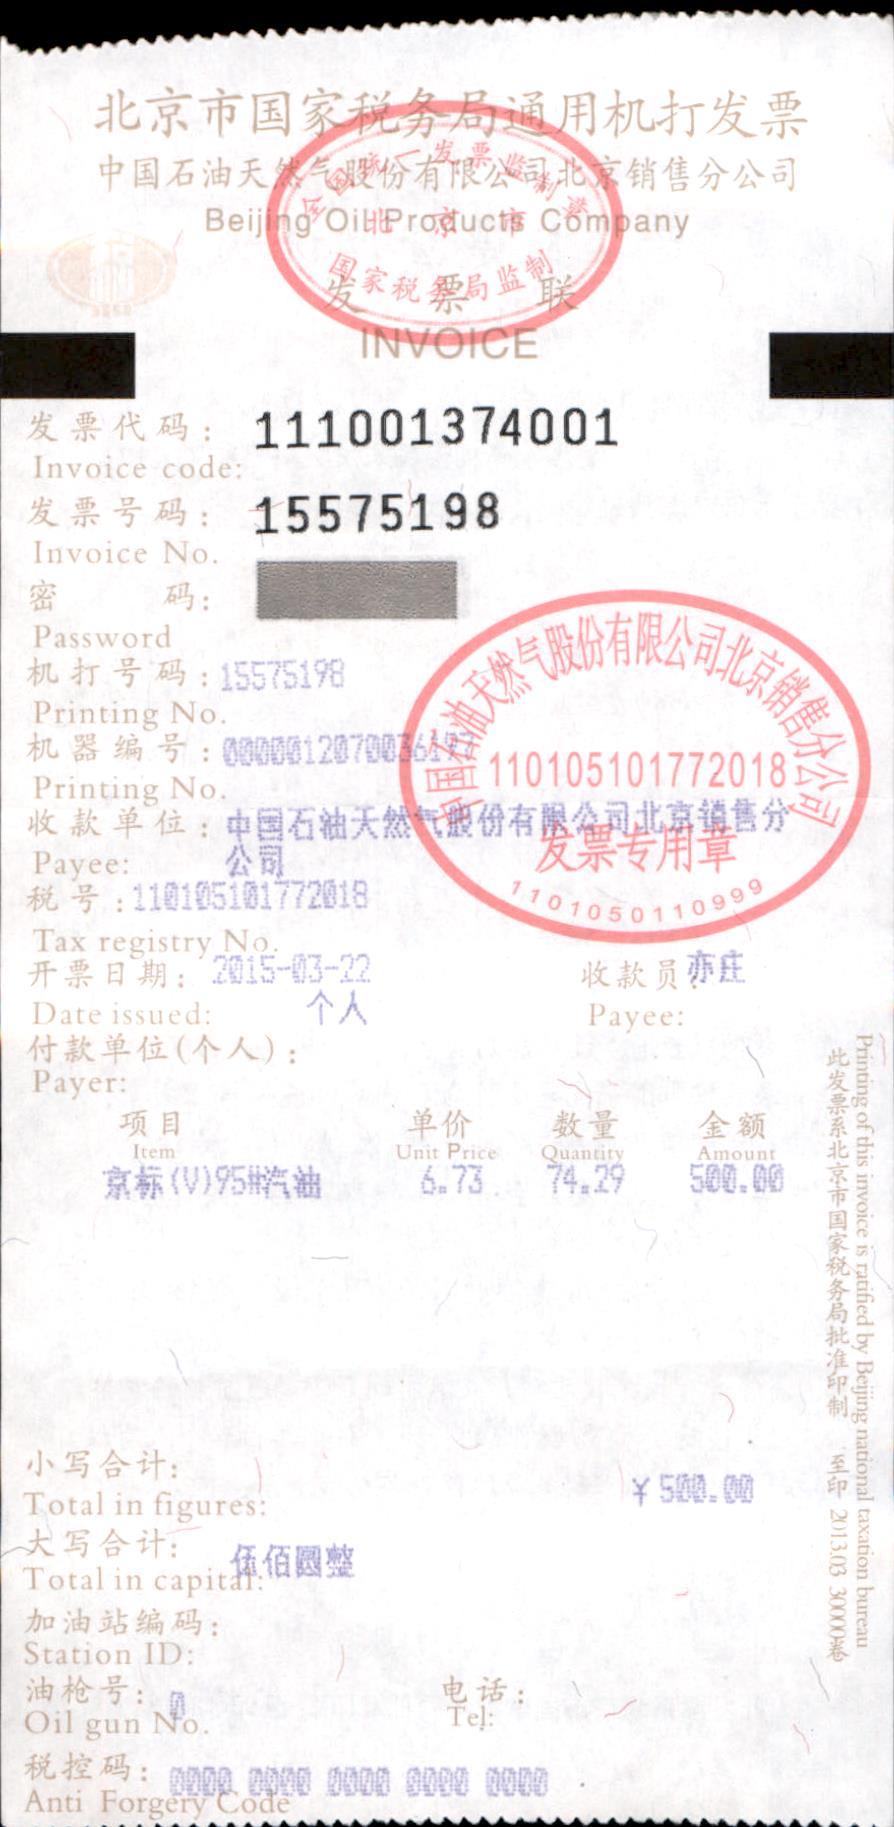 北京市国家税务局通用机打发票
中国石油天然气股份有限公司北京销售分公司
Beijing Oil Products Company
全国统一发票监制章
北京市
国家税务局监制
发票联
INVOICE
发票代码: 111001374001
Invoice code:
发票号码: 15575198
Invoice No.
密 码:
Password
机打号码: 15575198
Printing No.
机器编号: 0000012070036197
Printing No.
收款单位: 中国石油天然气股份有限公司北京销售分
Payee: 公司
税号: 110105101772018
Tax registry No.
中国石油天然气股份有限公司北京销售分公司
110105101772018
发票专用章
1101050110999
开票日期: 2015-03-22 收款员: 亦庄
Date issued: 个人 Payee:
付款单位(个人):
Payer:
项目 单价 数量 金额
Item Unit Price Quantity Amount
京标(V)95#汽油 6.73 74.29 500.00
小写合计: ¥500.00
Total in figures:
大写合计: 伍佰圆整
Total in capital:
加油站编码:
Station ID:
油枪号: 0 电话:
Oil gun No. Tel:
税控码: 0000 0000 0000 0000 0000
Anti Forgery Code
Printing of this invoice is ratified by Beijing national taxation bureau
此发票系北京市国家税务局批准印制 至印 2013.03 30000卷